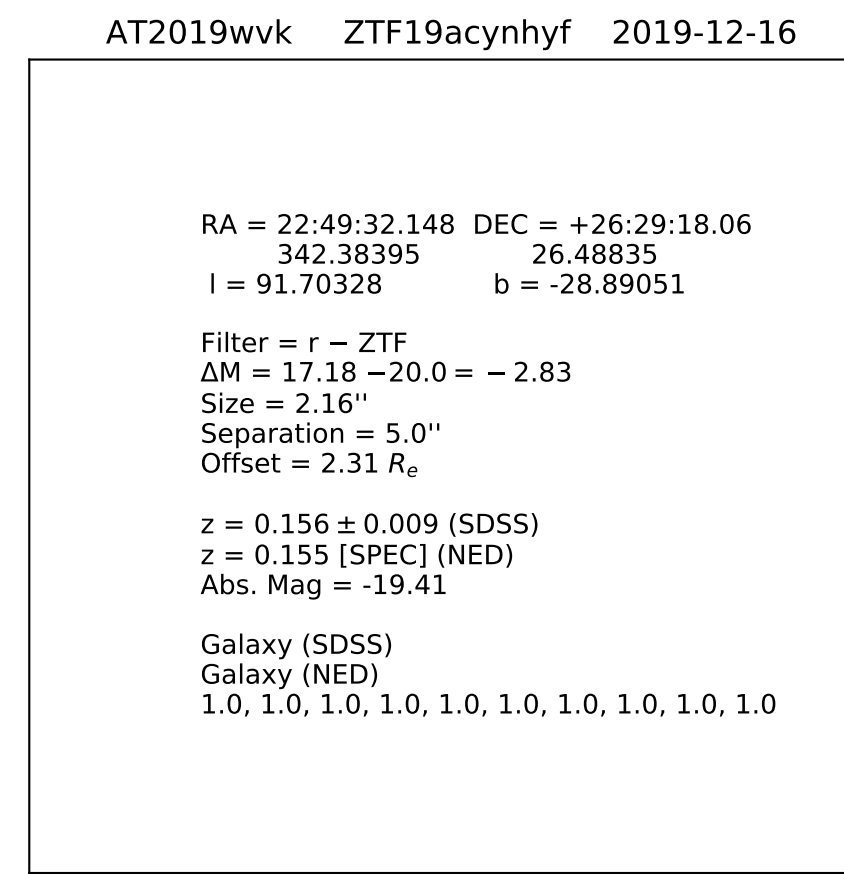 AT2019wvk ZTF19acynhyf 2019-12-16
RA = 22:49:32.148 DEC = +26:29:18.06
342.38395 26.48835
l = 91.70328 b = -28.89051
Filter = r − ZTF
ΔM = 17.18 −20.0 = − 2.83
Size = 2.16''
Separation = 5.0''
Offset = 2.31 Rₑ
z = 0.156 ± 0.009 (SDSS)
z = 0.155 [SPEC] (NED)
Abs. Mag = -19.41
Galaxy (SDSS)
Galaxy (NED)
1.0, 1.0, 1.0, 1.0, 1.0, 1.0, 1.0, 1.0, 1.0, 1.0